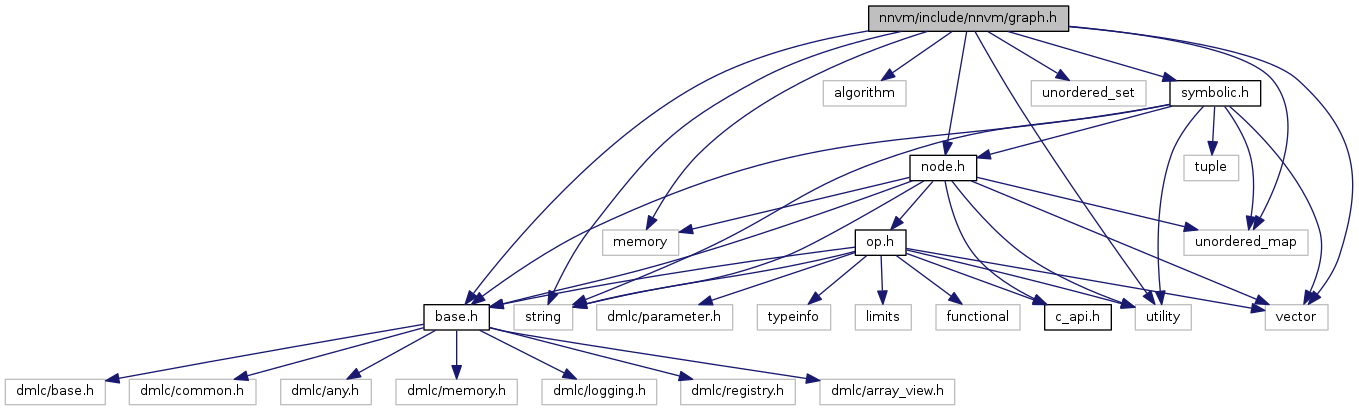 nnvm/include/nnvm/graph.h
algorithm
unordered_set
symbolic.h
node.h
tuple
memory
op.h
unordered_map
base.h
string
dmlc/parameter.h
typeinfo
limits
functional
c_api.h
utility
vector
dmlc/base.h
dmlc/common.h
dmlc/any.h
dmlc/memory.h
dmlc/logging.h
dmlc/registry.h
dmlc/array_view.h